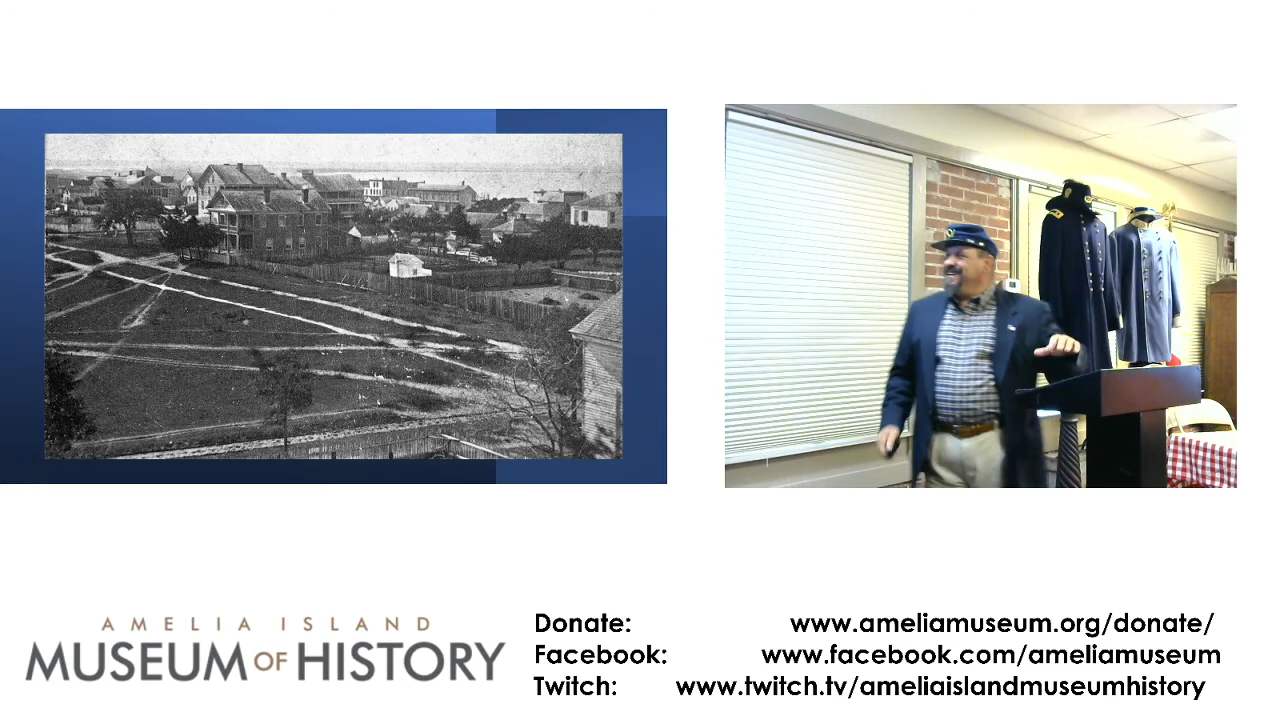 AMELIA ISLAND
MUSEUM OF HISTORY
Donate: www.ameliamuseum.org/donate/
Facebook: www.facebook.com/ameliamuseum
Twitch: www.twitch.tv/ameliaislandmuseumhistory